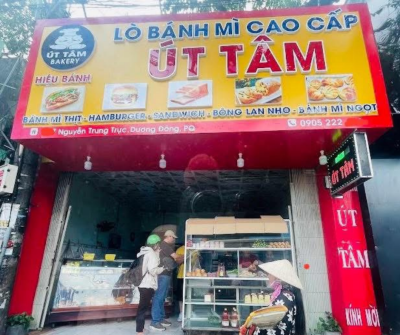 ÚT TÂM
BAKERY
LÒ BÁNH MÌ CAO CẤP
ÚT TÂM
HIỆU BÁNH
BÁNH MÌ THỊT - HAMBURGER - SANDWICH - BÔNG LAN NHO - BÁNH MÌ NGỌT
Nguyễn Trung Trực, Dương Đông, PQ
0905 222
ÚT TÂM
ÚT
TÂM
KÍNH MỜI